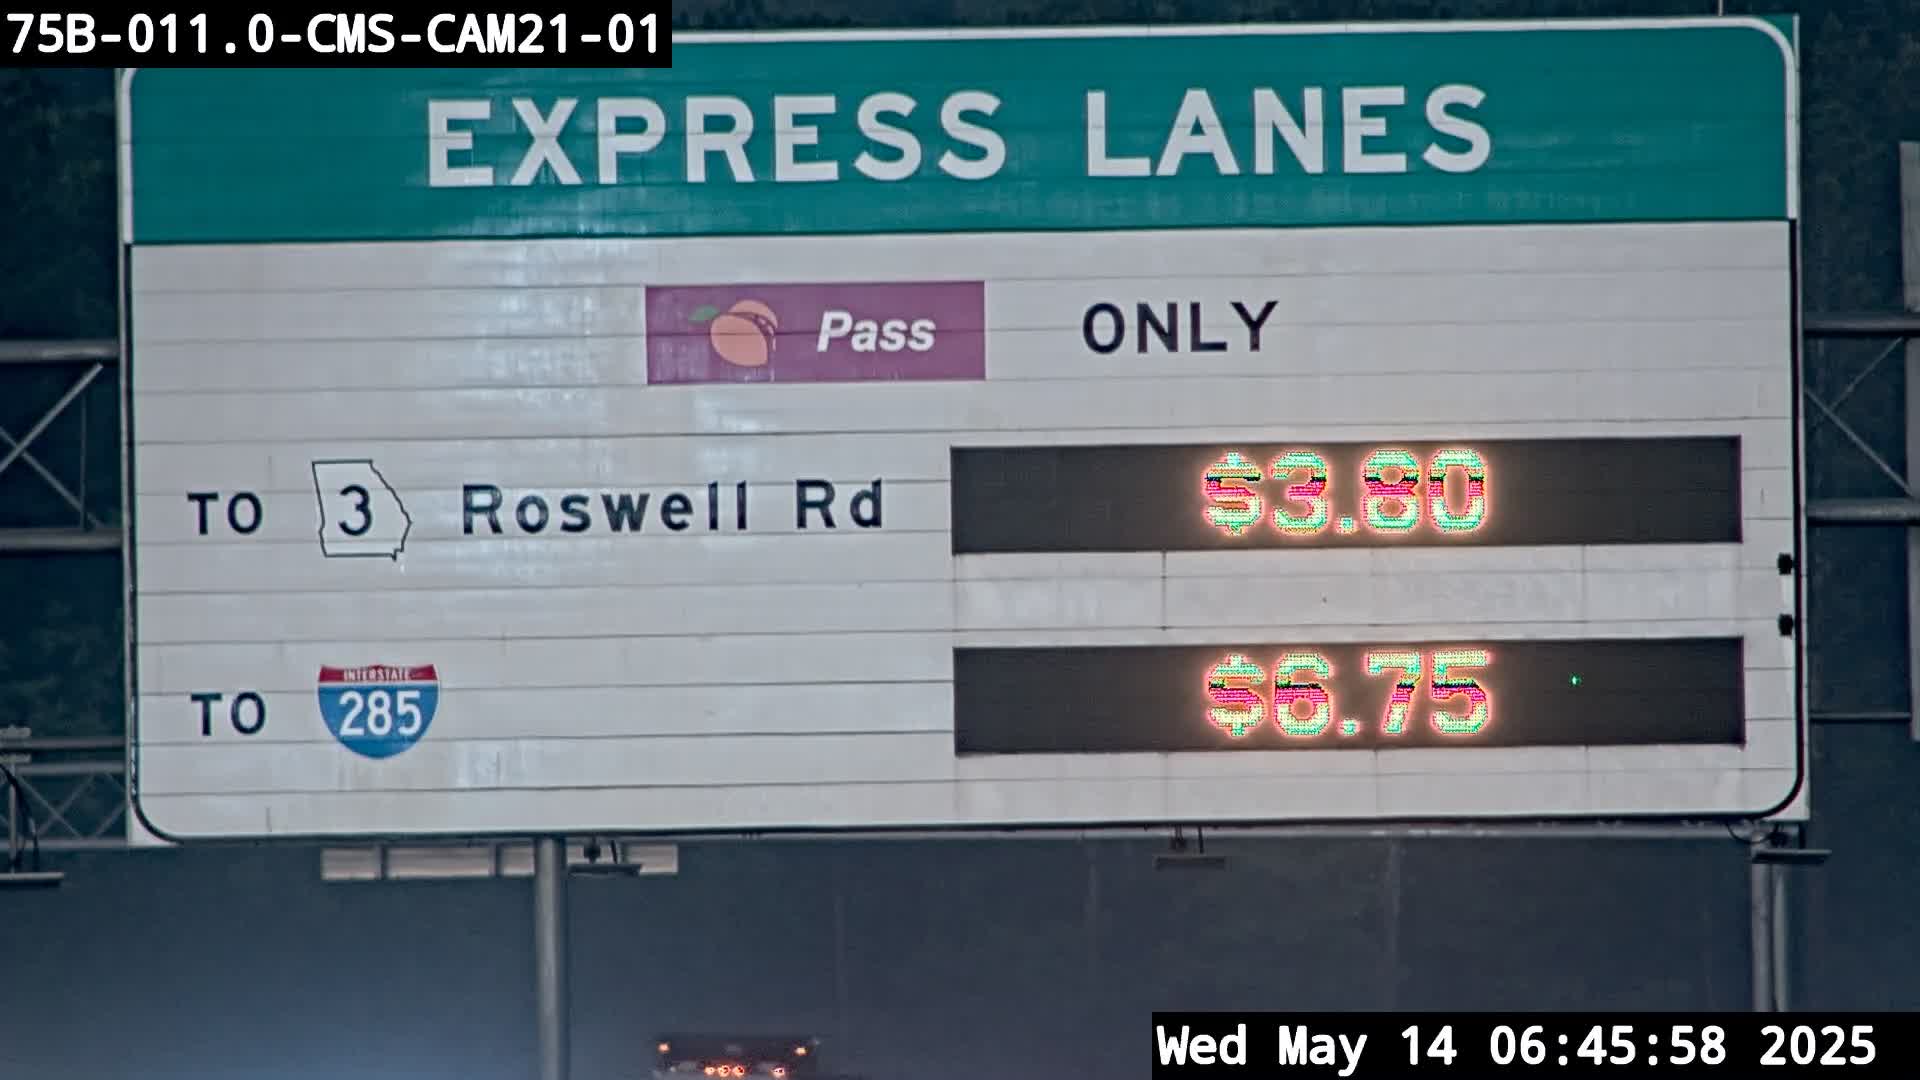 75B-011.0-CMS-CAM21-01
EXPRESS LANES
Pass ONLY
TO 3 Roswell Rd $3.80
TO INTERSTATE 285 $6.75
Wed May 14 06:45:58 2025